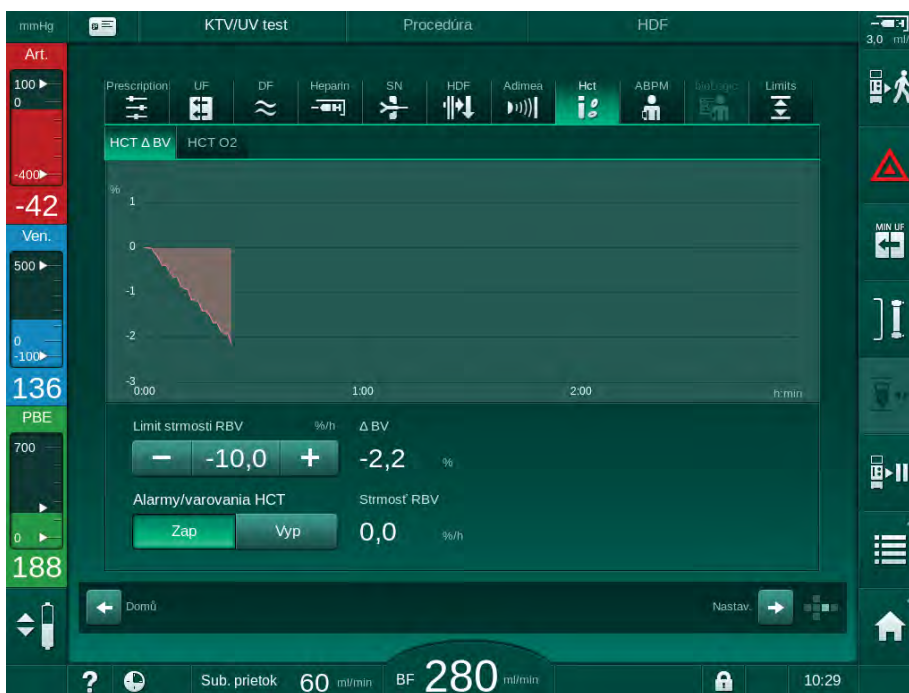 mmHg KTV/UV test Procedúra HDF
3,0 ml/
Art.
100
0
-400
-42
Ven.
500
0
-100
136
PBE
700
0
188
Prescription UF DF Heparin SN HDF Adimea Hct ABPM bioLogic Limits
HCT Δ BV HCT O2
%
1
0
-1
-2
-3
0:00 1:00 2:00 h:min
MIN UF
Limit strmosti RBV %/h Δ BV
-10,0 -2,2 %
Alarmy/varovania HCT Strmosť RBV
Zap Vyp 0,0 %/h
Domů Nastav.
? Sub. prietok 60 ml/min BF 280 ml/min 10:29